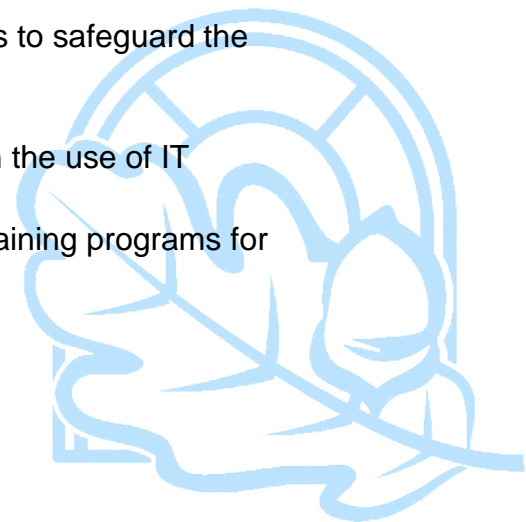 s to safeguard the
the use of IT
aining programs for